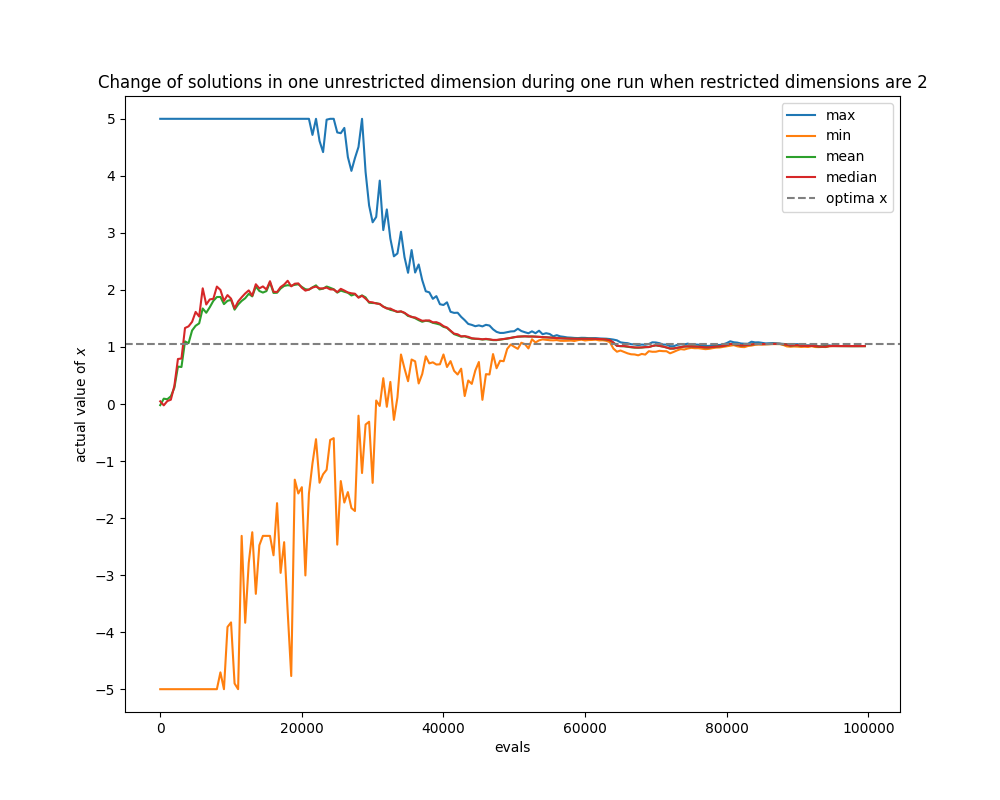 Change of solutions in one unrestricted dimension during one run when restricted dimensions are 2
max
min
mean
median
optima x
actual value of x
5
4
3
2
1
0
−1
−2
−3
−4
−5
0 20000 40000 60000 80000 100000
evals